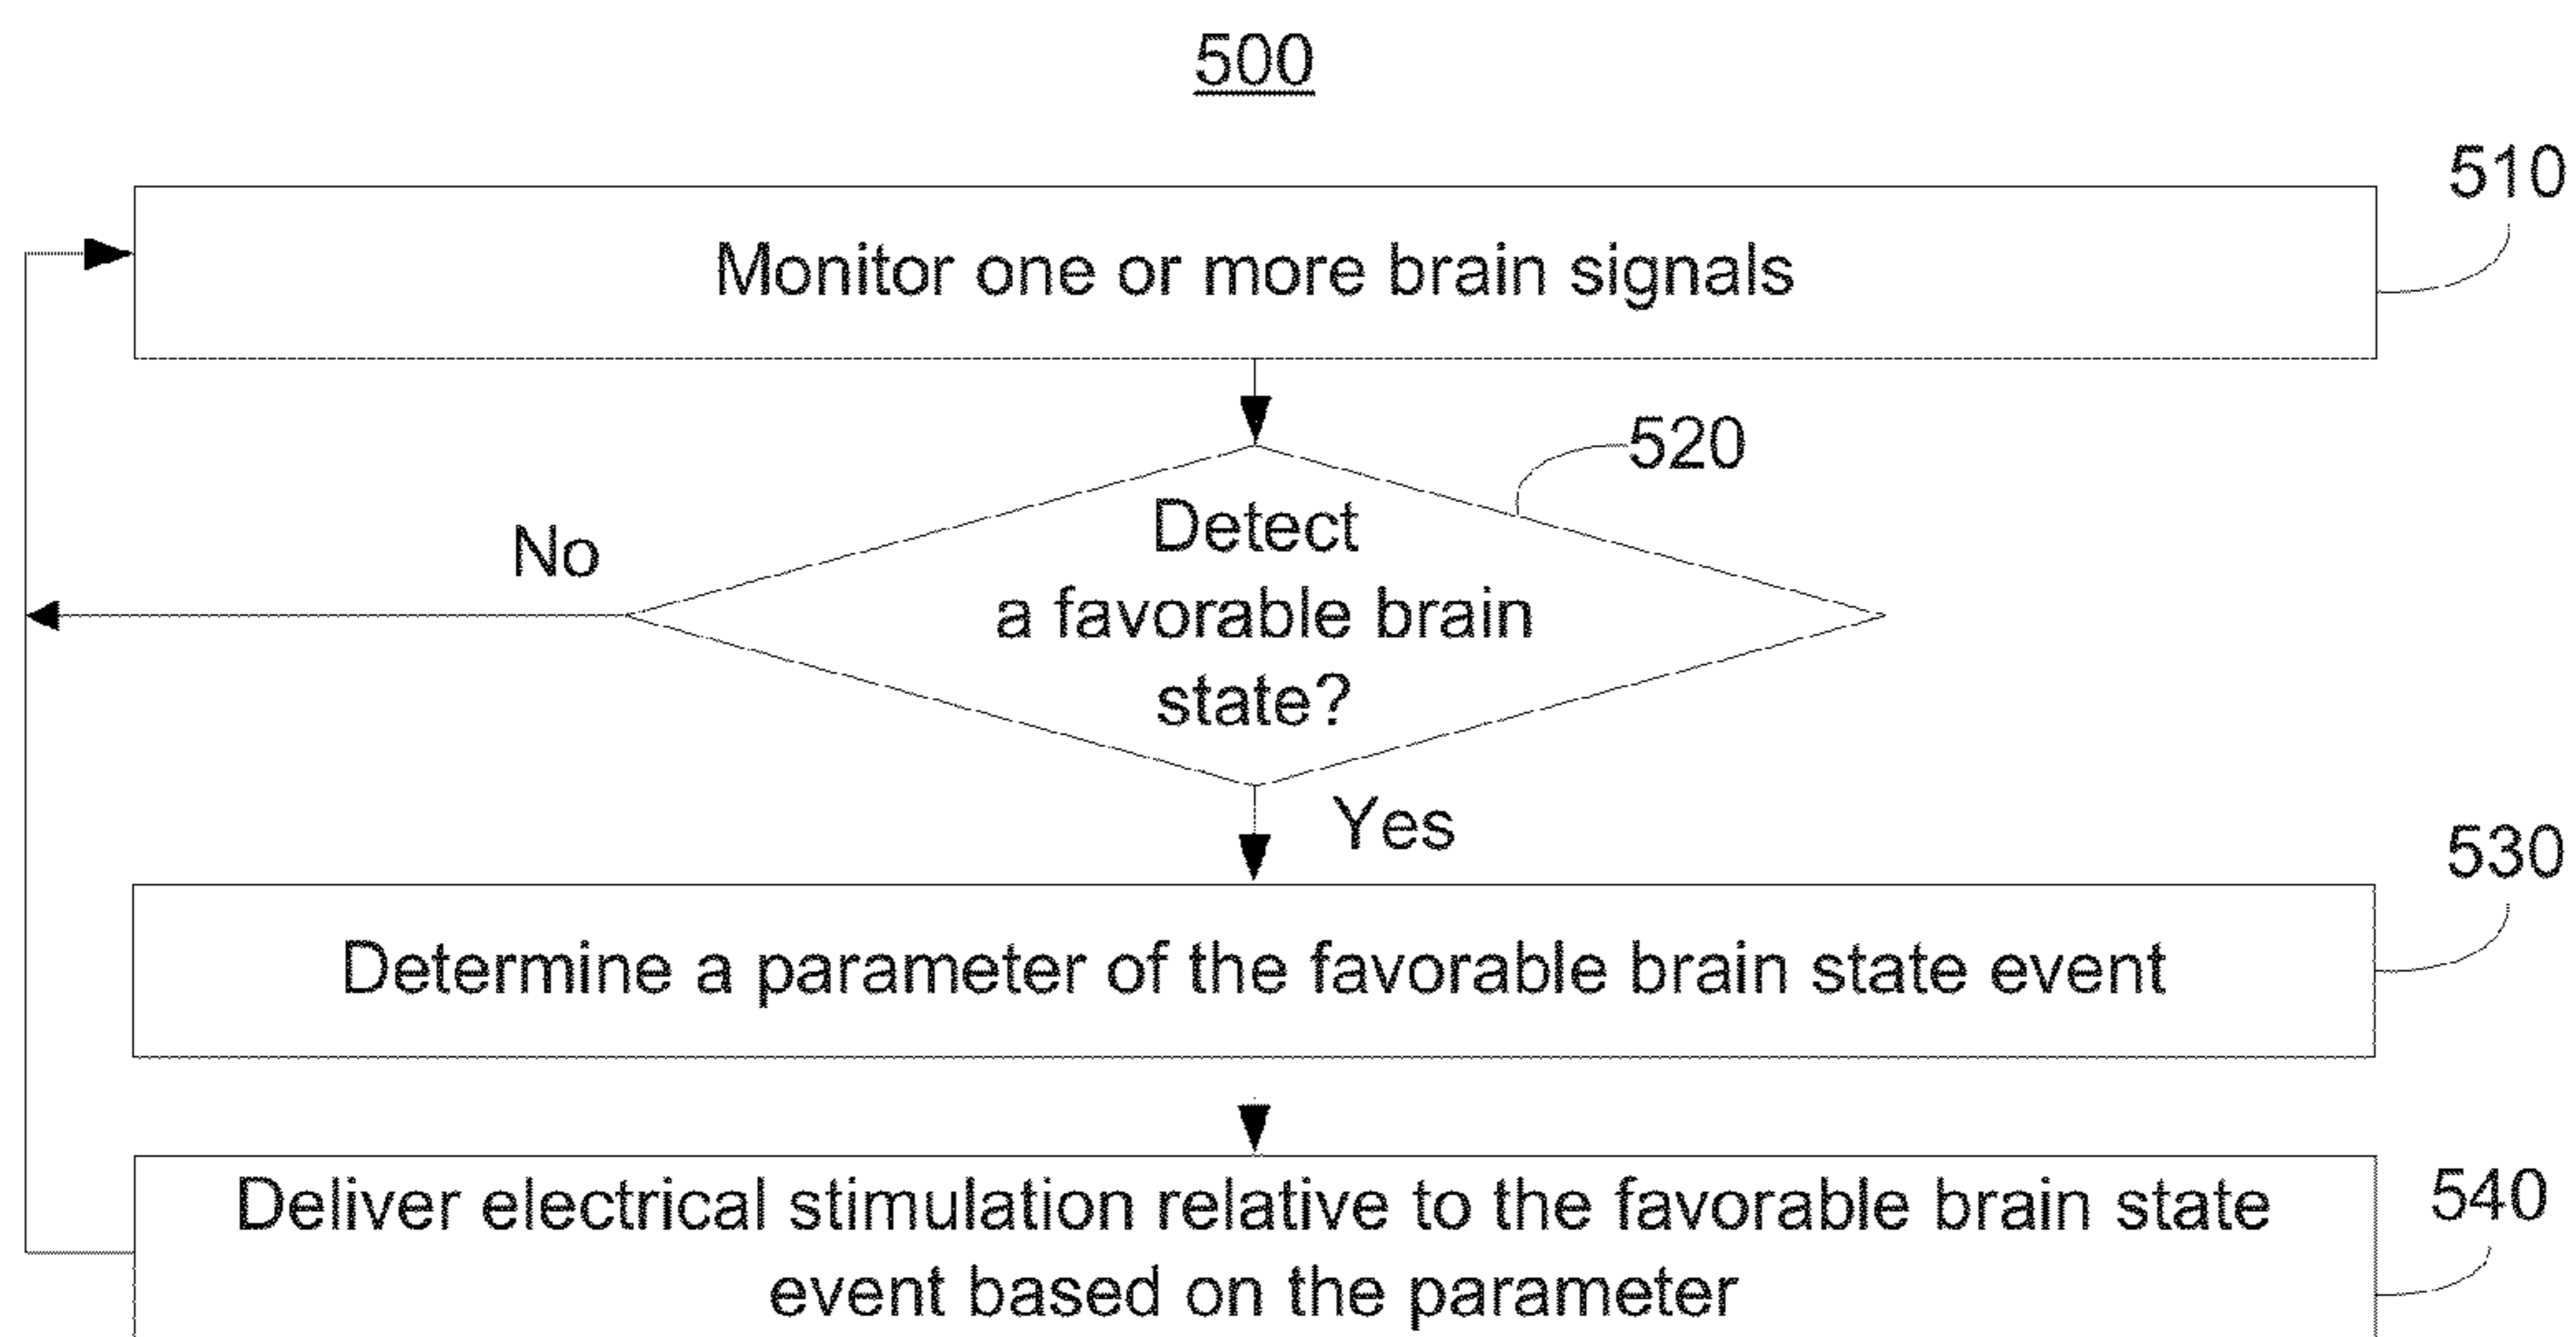 500
510
Monitor one or more brain signals
520
Detect
a favorable brain
state?
No
Yes
530
Determine a parameter of the favorable brain state event
540
Deliver electrical stimulation relative to the favorable brain state
event based on the parameter